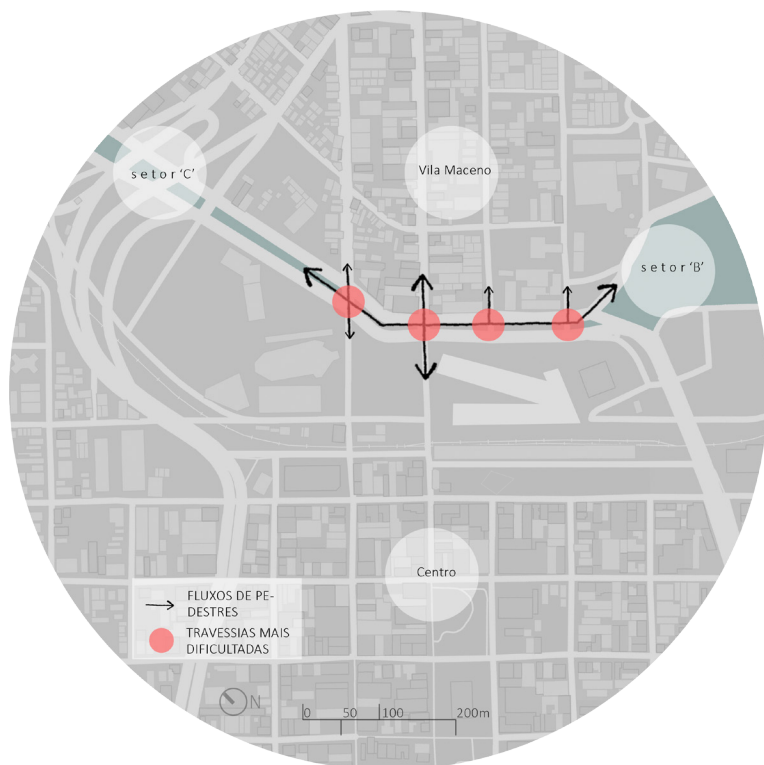 setor 'C'
Vila Maceno
setor 'B'
Centro
FLUXOS DE PE-
DESTRES
TRAVESSIAS MAIS
DIFICULTADAS
N
0 50 100 200m